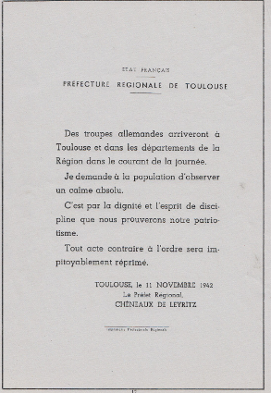 ETAT FRANÇAIS
PRÉFECTURE REGIONALE DE TOULOUSE
Des troupes allemandes arriveront à
Toulouse et dans les départements de la
Région dans le courant de la journée.
Je demande à la population d'observer
un calme absolu.
C'est par la dignité et l'esprit de disci-
pline que nous prouverons notre patrio-
tisme.
Tout acte contraire à l'ordre sera im-
pitoyablement réprimé.
TOULOUSE, le 11 NOVEMBRE 1942
Le Préfet Régional,
CHENEAUX DE LEYRITZ